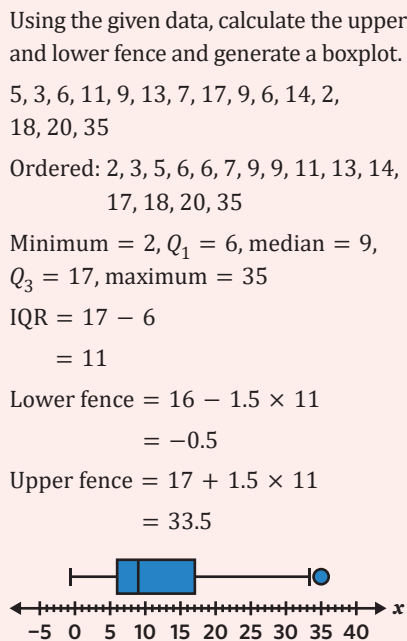 Using the given data, calculate the upper
and lower fence and generate a boxplot.
5, 3, 6, 11, 9, 13, 7, 17, 9, 6, 14, 2,
18, 20, 35
Ordered: 2, 3, 5, 6, 6, 7, 9, 9, 11, 13, 14,
17, 18, 20, 35
Minimum = 2, Q₁ = 6, median = 9,
Q₃ = 17, maximum = 35
IQR = 17 − 6
= 11
Lower fence = 16 − 1.5 × 11
= −0.5
Upper fence = 17 + 1.5 × 11
= 33.5
x
−5 0 5 10 15 20 25 30 35 40